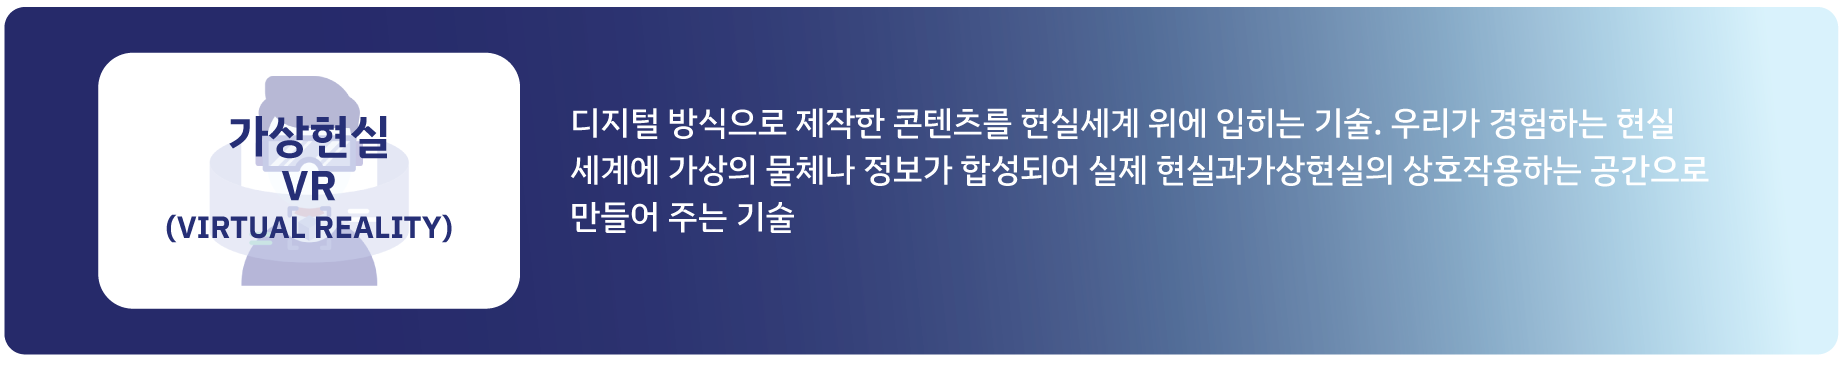 가상현실
VR
(VIRTUAL REALITY)
디지털 방식으로 제작한 콘텐츠를 현실세계 위에 입히는 기술. 우리가 경험하는 현실
세계에 가상의 물체나 정보가 합성되어 실제 현실과가상현실의 상호작용하는 공간으로
만들어 주는 기술